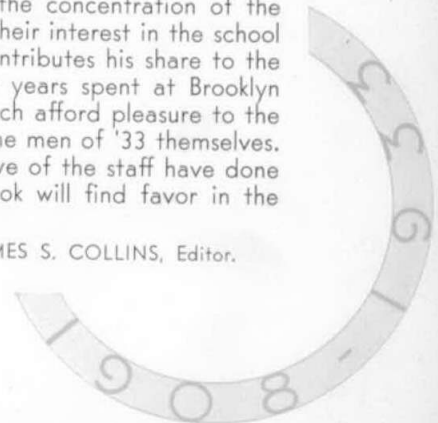 the concentration of the
heir interest in the school
ntributes his share to the
years spent at Brooklyn
ch afford pleasure to the
e men of '33 themselves.
ve of the staff have done
ok will find favor in the
MES S. COLLINS, Editor.
1908-1933